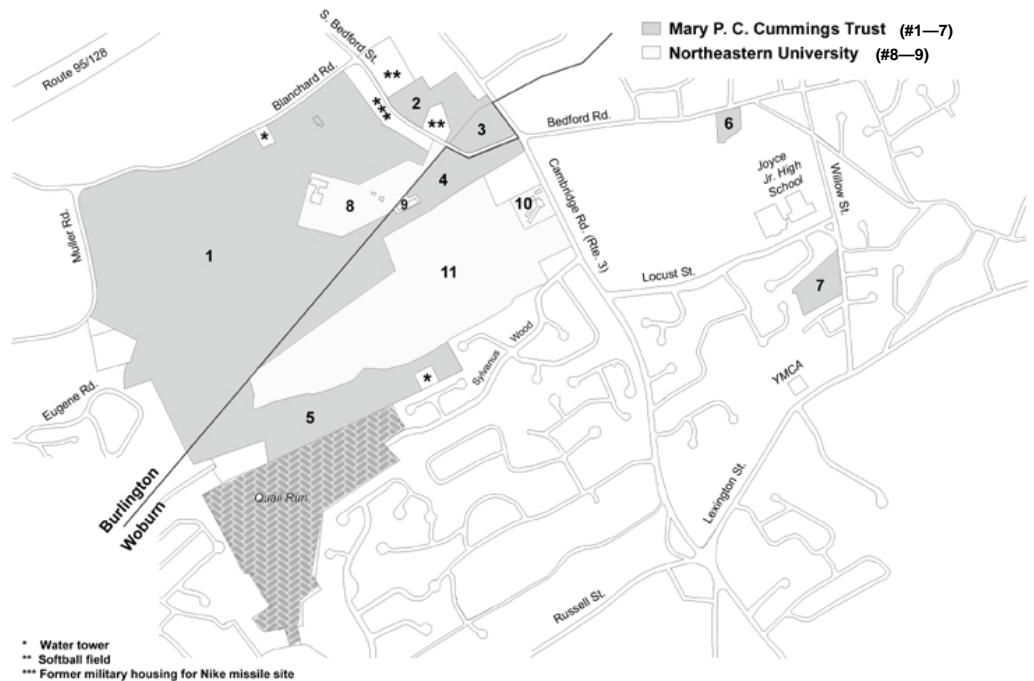 Mary P. C. Cummings Trust (#1—7)
Northeastern University (#8—9)
Route 95/128
S. Bedford St.
Blanchard Rd.
**
2
***
**
3
*
Bedford Rd.
6
Joyce
Jr. High
School
Willow St.
4
8
9
10
Cambridge Rd. (Rte. 3)
Muller Rd.
1
11
Locust St.
7
Sylvanus Wood
*
YMCA
Eugene Rd.
5
Lexington St.
Burlington
Woburn
Quail Run
Russell St.
* Water tower
** Softball field
*** Former military housing for Nike missile site